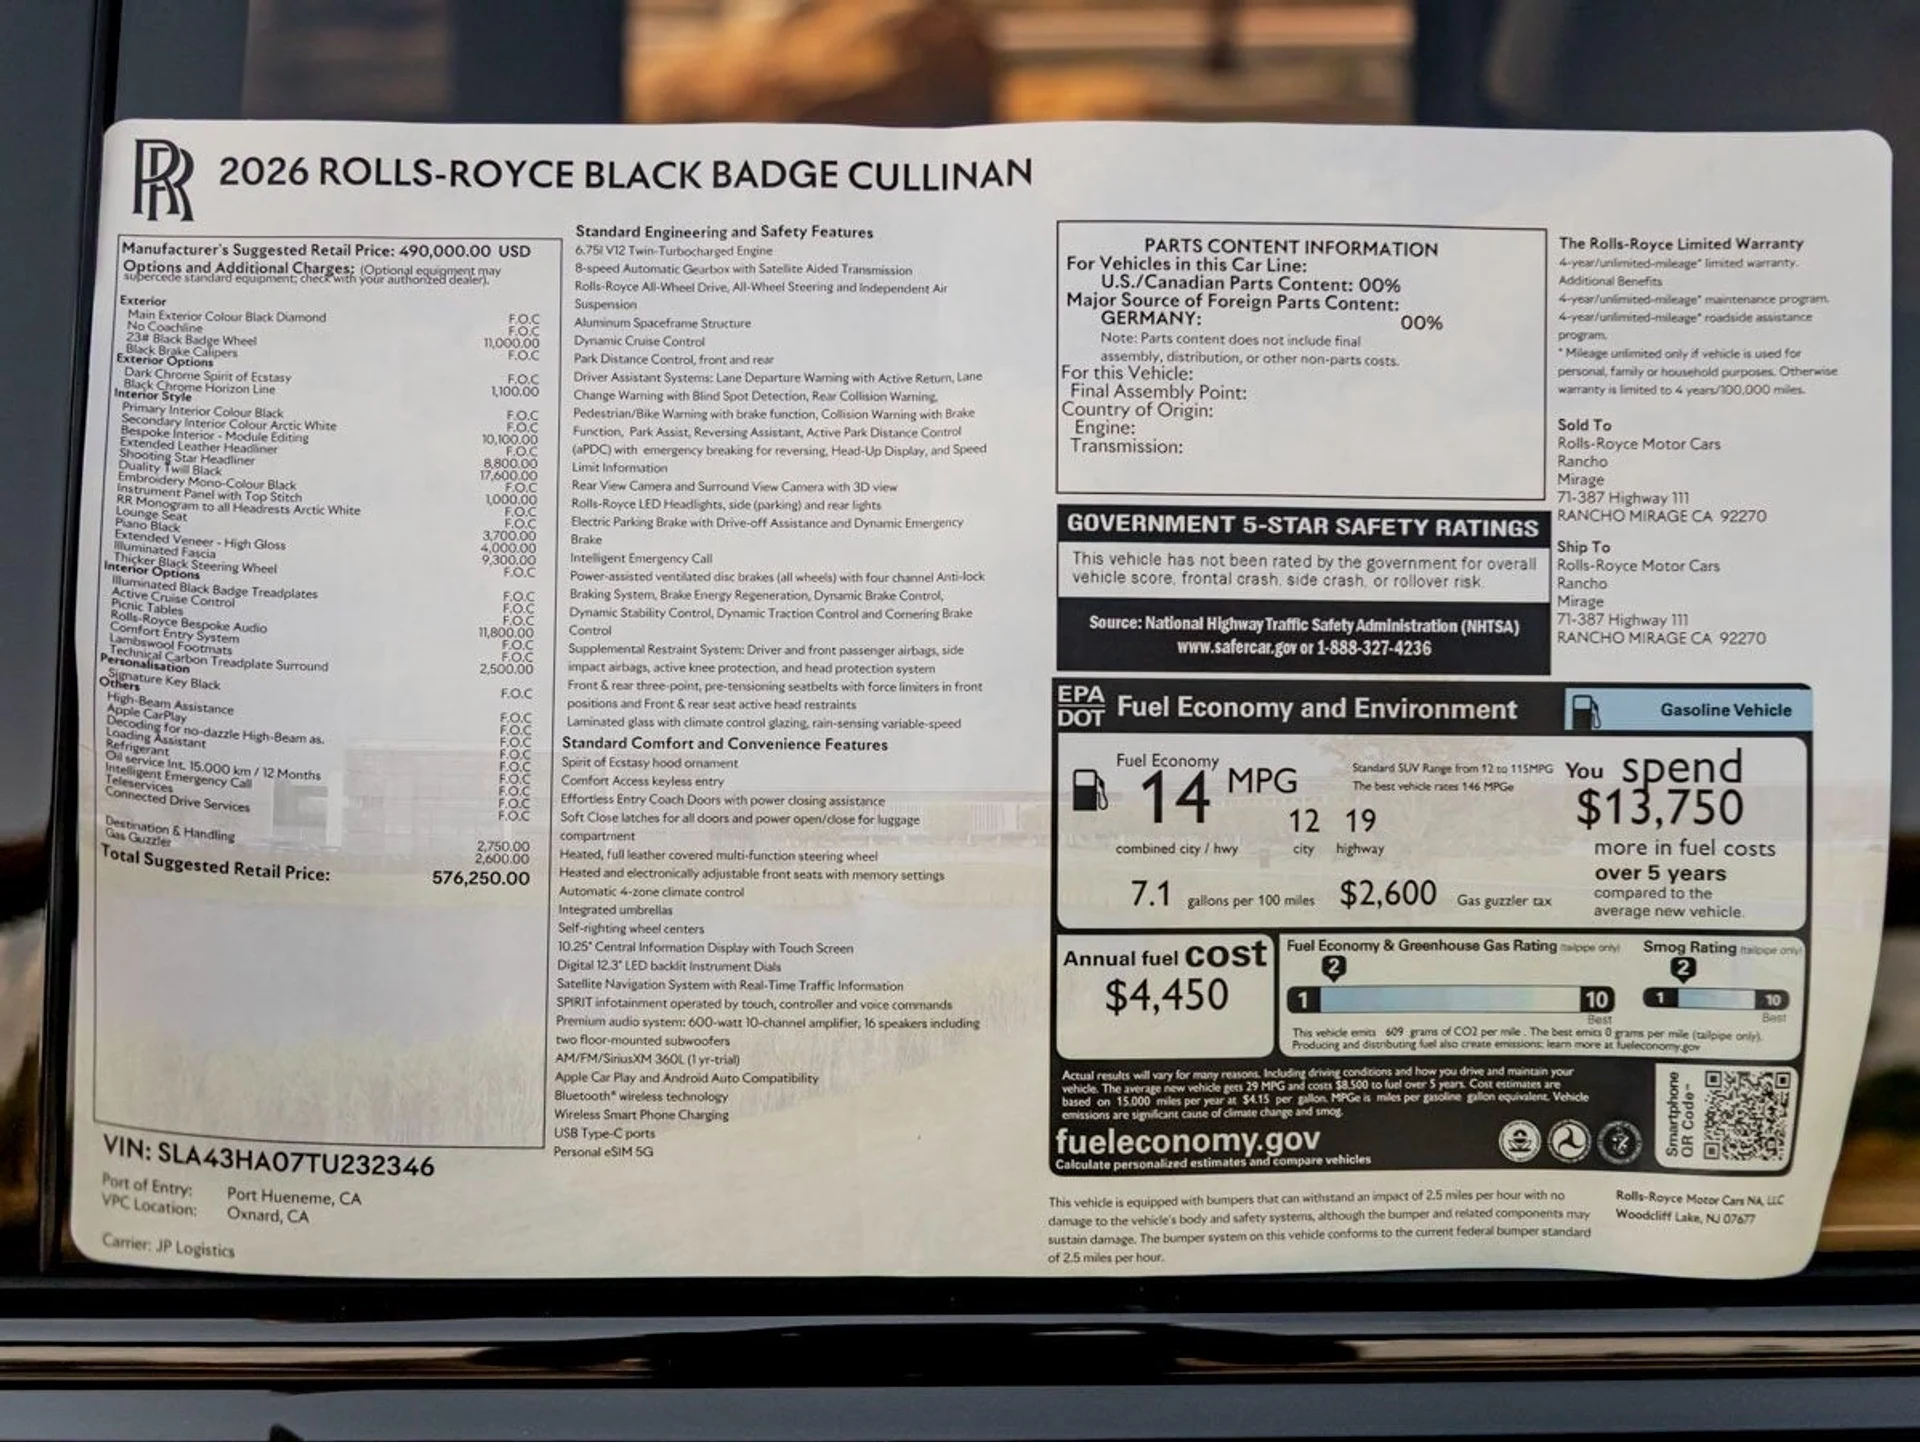 RR
2026 ROLLS-ROYCE BLACK BADGE CULLINAN
Manufacturer's Suggested Retail Price: 490,000.00 USD
Options and Additional Charges: (Optional equipment may
supercede standard equipment; check with your authorized dealer).
Exterior
Main Exterior Colour Black Diamond F.O.C
No Coachline F.O.C
23# Black Badge Wheel 11,000.00
Black Brake Calipers F.O.C
Exterior Options
Dark Chrome Spirit of Ecstasy F.O.C
Black Chrome Horizon Line 1,100.00
Interior Style
Primary Interior Colour Black F.O.C
Secondary Interior Colour Arctic White F.O.C
Bespoke Interior - Module Editing 10,100.00
Extended Leather Headliner F.O.C
Shooting Star Headliner 8,800.00
Duality Twill Black 17,600.00
Embroidery Mono-Colour Black F.O.C
Instrument Panel with Top Stitch 1,000.00
RR Monogram to all Headrests Arctic White F.O.C
Lounge Seat F.O.C
Piano Black 3,700.00
Extended Veneer - High Gloss 4,000.00
Illuminated Fascia 9,300.00
Thicker Black Steering Wheel F.O.C
Interior Options
Illuminated Black Badge Treadplates F.O.C
Active Cruise Control F.O.C
Picnic Tables F.O.C
Rolls-Royce Bespoke Audio 11,800.00
Comfort Entry System F.O.C
Lambswool Footmats F.O.C
Technical Carbon Treadplate Surround 2,500.00
Personalisation
Signature Key Black F.O.C
Others
High-Beam Assistance F.O.C
Apple CarPlay F.O.C
Decoding for no-dazzle High-Beam as. F.O.C
Loading Assistant F.O.C
Refrigerant F.O.C
Oil service Int. 15.000 km / 12 Months F.O.C
Intelligent Emergency Call F.O.C
Teleservices F.O.C
Connected Drive Services F.O.C
Destination & Handling 2,750.00
Gas Guzzler 2,600.00
Total Suggested Retail Price: 576,250.00
VIN: SLA43HA07TU232346
Port of Entry: Port Hueneme, CA
VPC Location: Oxnard, CA
Carrier: JP Logistics
Standard Engineering and Safety Features
6.75l V12 Twin-Turbocharged Engine
8-speed Automatic Gearbox with Satellite Aided Transmission
Rolls-Royce All-Wheel Drive, All-Wheel Steering and Independent Air
Suspension
Aluminum Spaceframe Structure
Dynamic Cruise Control
Park Distance Control, front and rear
Driver Assistant Systems: Lane Departure Warning with Active Return, Lane
Change Warning with Blind Spot Detection, Rear Collision Warning,
Pedestrian/Bike Warning with brake function, Collision Warning with Brake
Function, Park Assist, Reversing Assistant, Active Park Distance Control
(aPDC) with emergency breaking for reversing, Head-Up Display, and Speed
Limit Information
Rear View Camera and Surround View Camera with 3D view
Rolls-Royce LED Headlights, side (parking) and rear lights
Electric Parking Brake with Drive-off Assistance and Dynamic Emergency
Brake
Intelligent Emergency Call
Power-assisted ventilated disc brakes (all wheels) with four channel Anti-lock
Braking System, Brake Energy Regeneration, Dynamic Brake Control,
Dynamic Stability Control, Dynamic Traction Control and Cornering Brake
Control
Supplemental Restraint System: Driver and front passenger airbags, side
impact airbags, active knee protection, and head protection system
Front & rear three-point, pre-tensioning seatbelts with force limiters in front
positions and Front & rear seat active head restraints
Laminated glass with climate control glazing, rain-sensing variable-speed
Standard Comfort and Convenience Features
Spirit of Ecstasy hood ornament
Comfort Access keyless entry
Effortless Entry Coach Doors with power closing assistance
Soft Close latches for all doors and power open/close for luggage
compartment
Heated, full leather covered multi-function steering wheel
Heated and electronically adjustable front seats with memory settings
Automatic 4-zone climate control
Integrated umbrellas
Self-righting wheel centers
10.25" Central Information Display with Touch Screen
Digital 12.3" LED backlit Instrument Dials
Satellite Navigation System with Real-Time Traffic Information
SPIRIT infotainment operated by touch, controller and voice commands
Premium audio system: 600-watt 10-channel amplifier, 16 speakers including
two floor-mounted subwoofers
AM/FM/SiriusXM 360L (1 yr-trial)
Apple Car Play and Android Auto Compatibility
Bluetooth® wireless technology
Wireless Smart Phone Charging
USB Type-C ports
Personal eSIM 5G
PARTS CONTENT INFORMATION
For Vehicles in this Car Line:
U.S./Canadian Parts Content: 00%
Major Source of Foreign Parts Content:
GERMANY: 00%
Note: Parts content does not include final
assembly, distribution, or other non-parts costs.
For this Vehicle:
Final Assembly Point:
Country of Origin:
Engine:
Transmission:
GOVERNMENT 5-STAR SAFETY RATINGS
This vehicle has not been rated by the government for overall
vehicle score, frontal crash, side crash, or rollover risk.
Source: National Highway Traffic Safety Administration (NHTSA)
www.safercar.gov or 1-888-327-4236
The Rolls-Royce Limited Warranty
4-year/unlimited-mileage* limited warranty.
Additional Benefits
4-year/unlimited-mileage* maintenance program.
4-year/unlimited-mileage* roadside assistance
program.
* Mileage unlimited only if vehicle is used for
personal, family or household purposes. Otherwise
warranty is limited to 4 years/100,000 miles.
Sold To
Rolls-Royce Motor Cars
Rancho
Mirage
71-387 Highway 111
RANCHO MIRAGE CA 92270
Ship To
Rolls-Royce Motor Cars
Rancho
Mirage
71-387 Highway 111
RANCHO MIRAGE CA 92270
EPA
DOT
Fuel Economy and Environment
Gasoline Vehicle
Fuel Economy
14 MPG
Standard SUV Range from 12 to 115MPG
The best vehicle rates 146 MPGe
12 19
combined city / hwy city highway
7.1 gallons per 100 miles $2,600 Gas guzzler tax
You spend
$13,750
more in fuel costs
over 5 years
compared to the
average new vehicle.
Annual fuel cost
$4,450
Fuel Economy & Greenhouse Gas Rating (tailpipe only)
2
1 10
Best
Smog Rating (tailpipe only)
2
1 10
Best
This vehicle emits 609 grams of CO2 per mile. The best emits 0 grams per mile (tailpipe only).
Producing and distributing fuel also create emissions; learn more at fueleconomy.gov
Actual results will vary for many reasons. Including driving conditions and how you drive and maintain your
vehicle. The average new vehicle gets 29 MPG and costs $8,500 to fuel over 5 years. Cost estimates are
based on 15,000 miles per year at $4.15 per gallon. MPGe is miles per gasoline gallon equivalent. Vehicle
emissions are significant cause of climate change and smog.
fueleconomy.gov
Calculate personalized estimates and compare vehicles
Smartphone
QR Code™
This vehicle is equipped with bumpers that can withstand an impact of 2.5 miles per hour with no
damage to the vehicle's body and safety systems, although the bumper and related components may
sustain damage. The bumper system on this vehicle conforms to the current federal bumper standard
of 2.5 miles per hour.
Rolls-Royce Motor Cars NA, LLC
Woodcliff Lake, NJ 07677